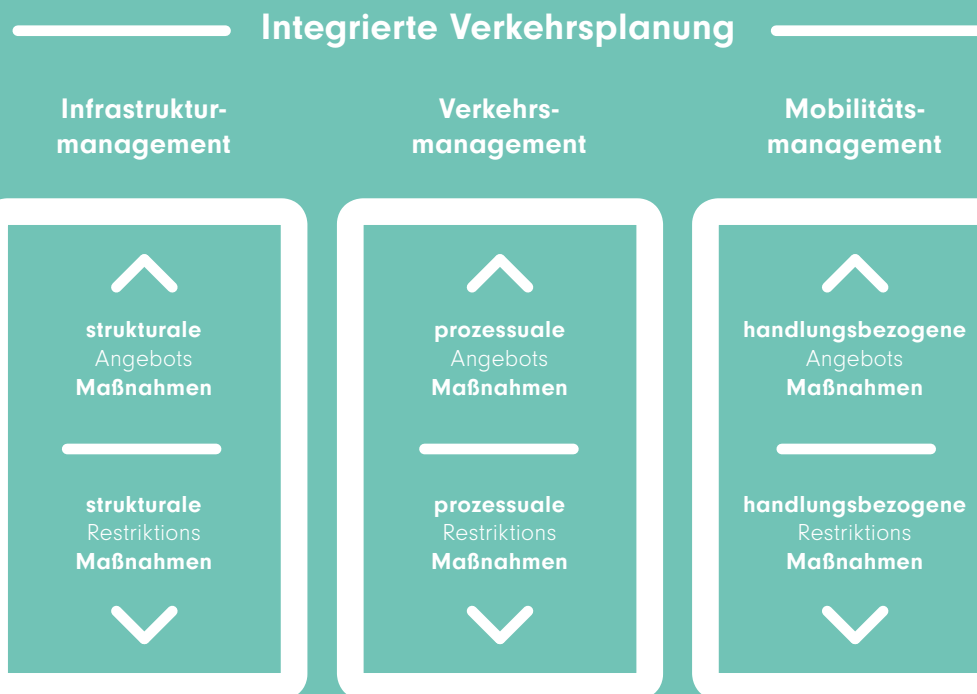 Integrierte Verkehrsplanung
Infrastruktur-
management
Verkehrs-
management
Mobilitäts-
management
strukturale
Angebots
Maßnahmen
strukturale
Restriktions
Maßnahmen
prozessuale
Angebots
Maßnahmen
prozessuale
Restriktions
Maßnahmen
handlungsbezogene
Angebots
Maßnahmen
handlungsbezogene
Restriktions
Maßnahmen